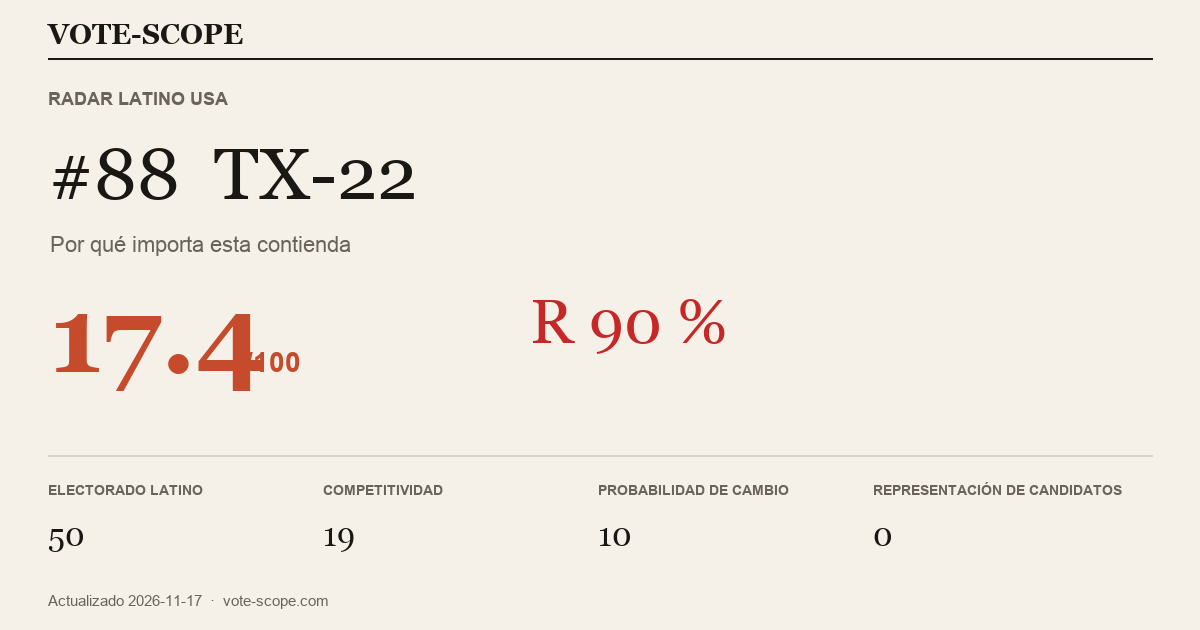 VOTE-SCOPE
RADAR LATINO USA
#88 TX-22
Por qué importa esta contienda
17.4/100
R 90 %
ELECTORADO LATINO COMPETITIVIDAD PROBABILIDAD DE CAMBIO REPRESENTACIÓN DE CANDIDATOS
50 19 10 0
Actualizado 2026-11-17 · vote-scope.com